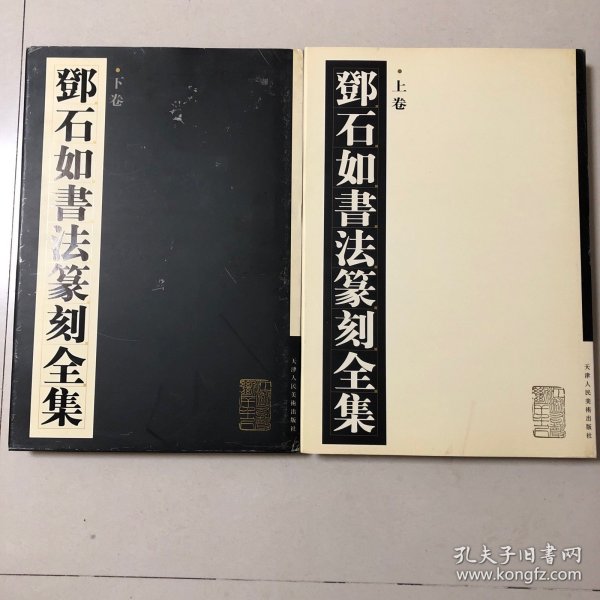 鄧石如書法篆刻全集
下卷
天津人民美術出版社
鄧石如書法篆刻全集
上卷
天津人民美術出版社
孔夫子旧书网
www.kongfz.com